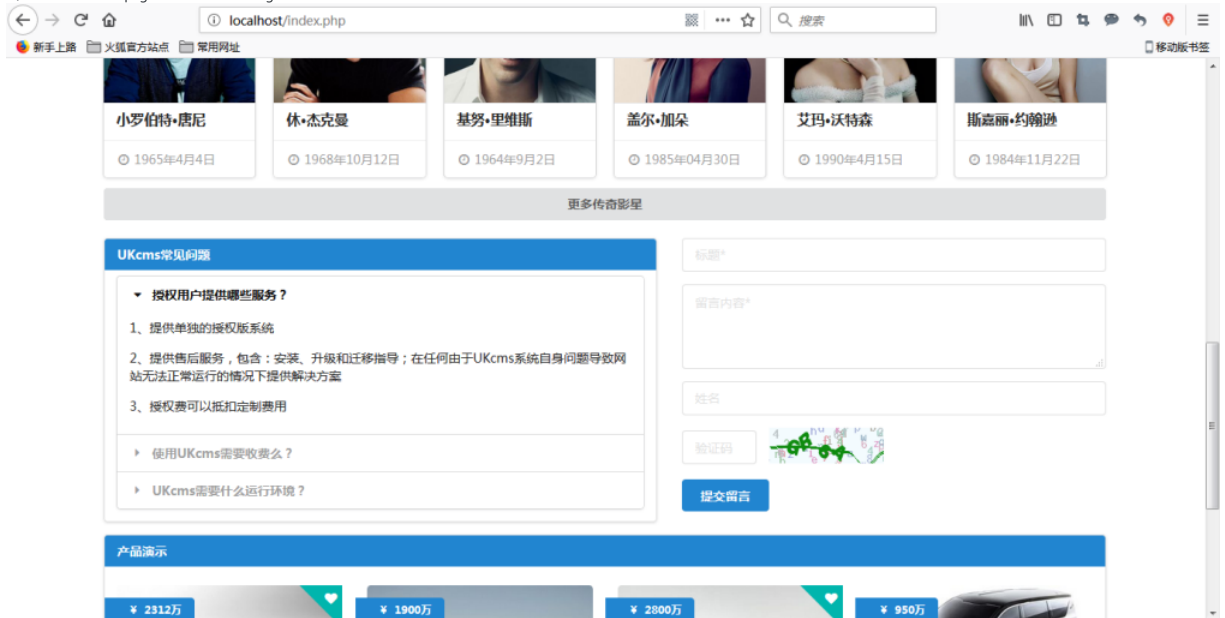 localhost/index.php
搜索
新手上路 火狐官方站点 常用网址 移动版书签
小罗伯特•唐尼 休•杰克曼 基努•里维斯 盖尔•加朵 艾玛•沃特森 斯嘉丽•约翰逊
1965年4月4日 1968年10月12日 1964年9月2日 1985年04月30日 1990年4月15日 1984年11月22日
更多传奇影星
UKcms常见问题
授权用户提供哪些服务？
1、提供单独的授权版系统
2、提供售后服务，包含：安装、升级和迁移指导；在任何由于UKcms系统自身问题导致网
站无法正常运行的情况下提供解决方案
3、授权费可以抵扣定制费用
使用UKcms需要收费么？
UKcms需要什么运行环境？
标题*
留言内容*
姓名
验证码
提交留言
产品演示
¥ 2312万 ¥ 1900万 ¥ 2800万 ¥ 950万